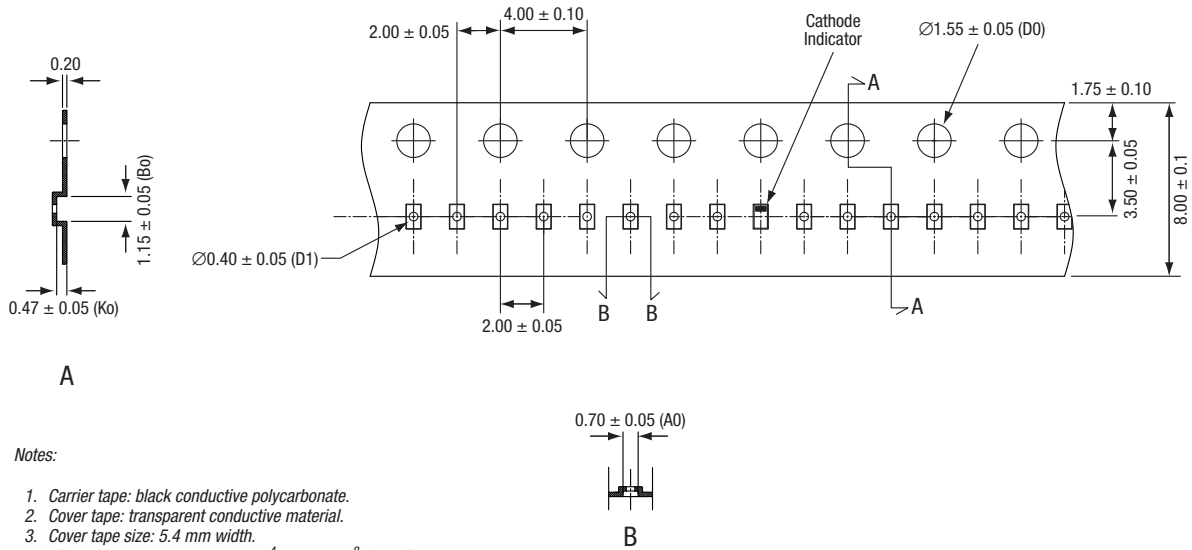 4.00 ± 0.10
2.00 ± 0.05
Cathode
Indicator
∅1.55 ± 0.05 (D0)
0.20
A
1.75 ± 0.10
1.15 ± 0.05 (Bo)
3.50 ± 0.05
8.00 ± 0.1
∅0.40 ± 0.05 (D1)
0.47 ± 0.05 (Ko)
B B A
2.00 ± 0.05
A
0.70 ± 0.05 (A0)
Notes:
1. Carrier tape: black conductive polycarbonate.
2. Cover tape: transparent conductive material.
3. Cover tape size: 5.4 mm width.
B